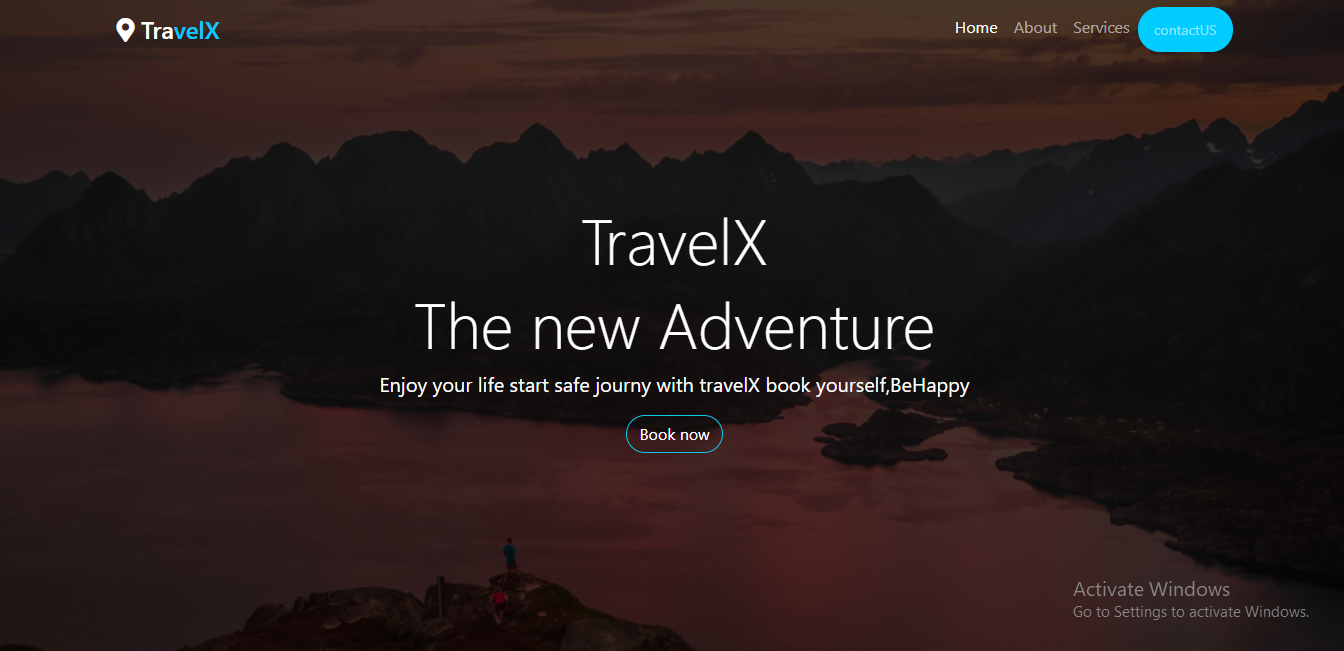 TravelX
Home About Services contactUS
TravelX
The new Adventure
Enjoy your life start safe journy with travelX book yourself,BeHappy
Book now
Activate Windows
Go to Settings to activate Windows.